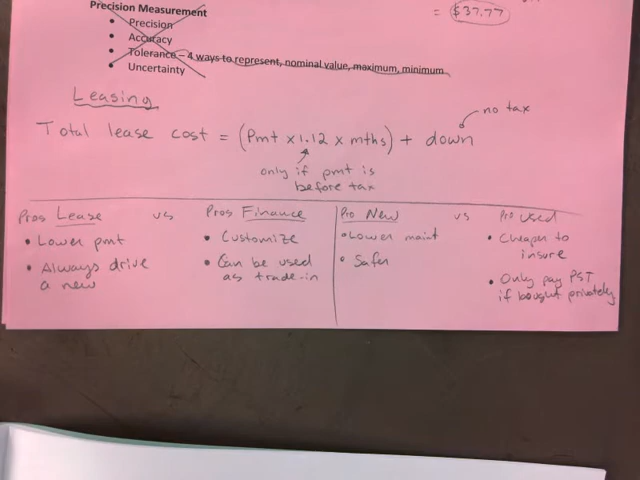 Precision Measurement
= $37.77
• Precision
• Accuracy
• Tolerance – 4 ways to represent, nominal value, maximum, minimum
• Uncertainty
Leasing
no tax
Total lease cost = (Pmt x 1.12 x mths) + down
only if pmt is
before tax
Pros Lease vs Pros Finance
• Lower pmt
• Always drive
a new
• Customize
• Can be used
as trade-in
Pro New vs Pro Used
• Lower maint
• Safer
• Cheaper to
insure
• Only pay PST
if bought privately